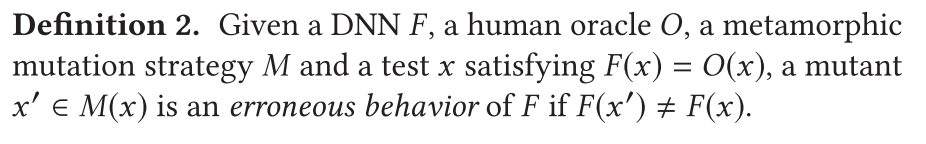 Definition 2. Given a DNN F, a human oracle O, a metamorphic
mutation strategy M and a test x satisfying F(x) = O(x), a mutant
x′ ∈ M(x) is an erroneous behavior of F if F(x′) ≠ F(x).